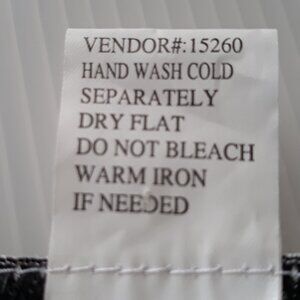 VENDOR#:15260
HAND WASH COLD
SEPARATELY
DRY FLAT
DO NOT BLEACH
WARM IRON
IF NEEDED